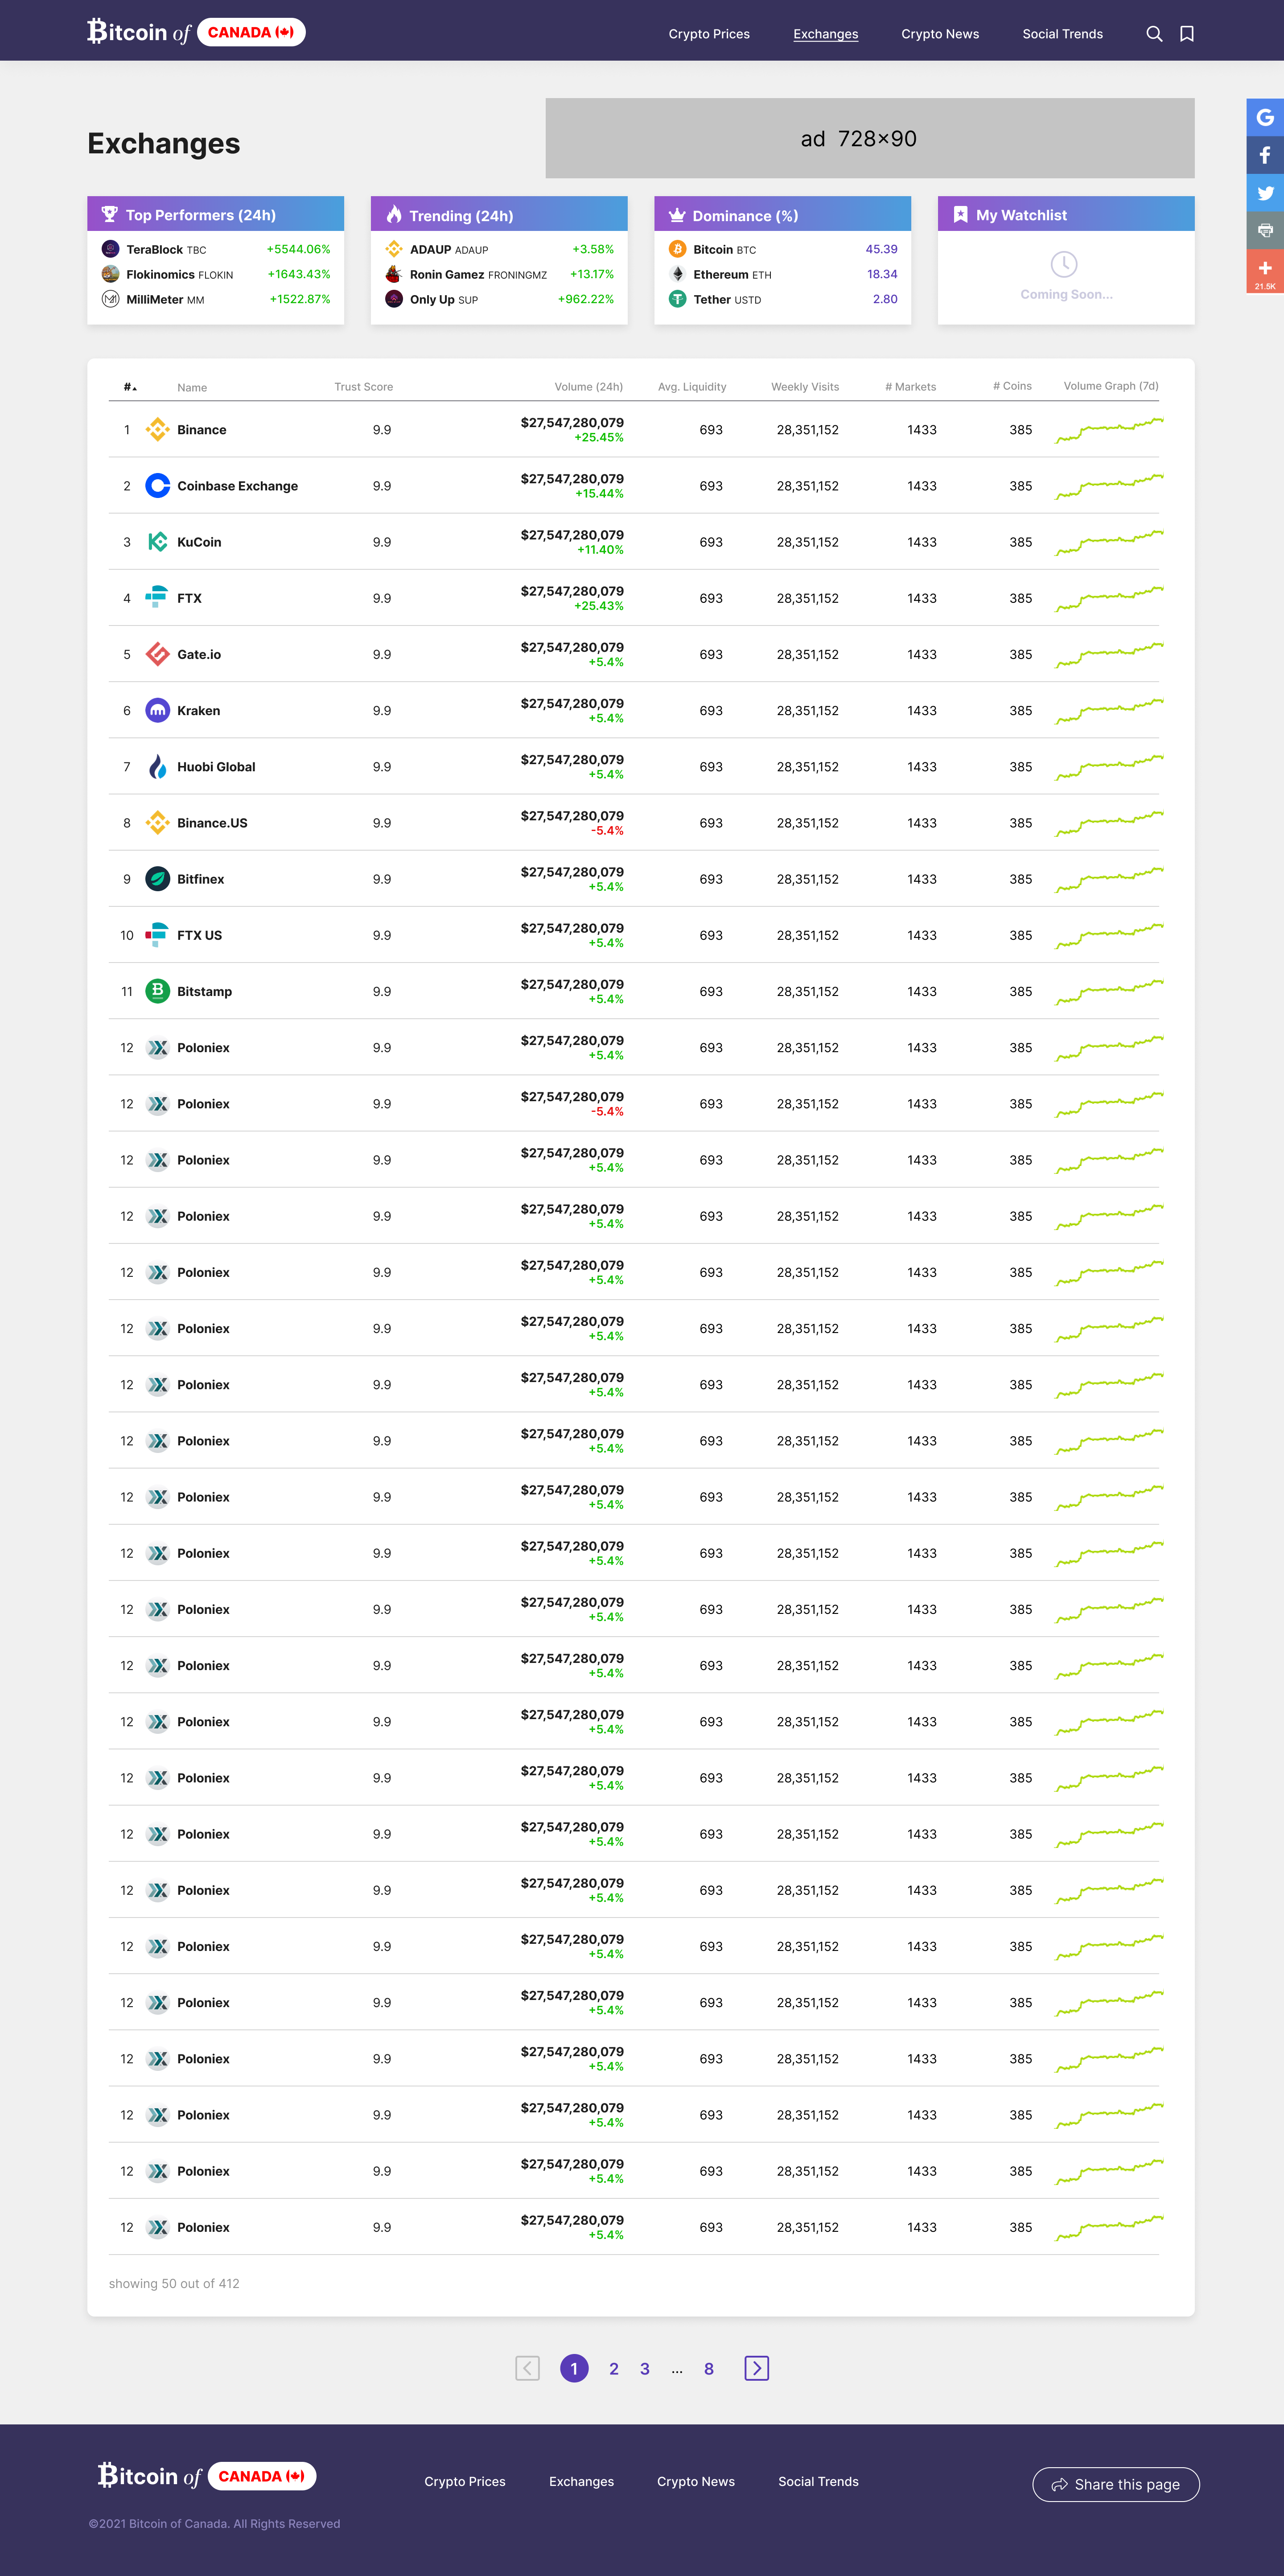 Bitcoin of CANADA
Crypto Prices Exchanges Crypto News Social Trends
Exchanges
ad 728x90
Top Performers (24h)
TeraBlock TBC +5544.06%
Flokinomics FLOKIN +1643.43%
MilliMeter MM +1522.87%
Trending (24h)
ADAUP ADAUP +3.58%
Ronin Gamez FRONINGMZ +13.17%
Only Up SUP +962.22%
Dominance (%)
Bitcoin BTC 45.39
Ethereum ETH 18.34
Tether USTD 2.80
My Watchlist
Coming Soon...
21.5K
# Name Trust Score Volume (24h) Avg. Liquidity Weekly Visits # Markets # Coins Volume Graph (7d)
1 Binance 9.9 $27,547,280,079 693 28,351,152 1433 385
+25.45%
2 Coinbase Exchange 9.9 $27,547,280,079 693 28,351,152 1433 385
+15.44%
3 KuCoin 9.9 $27,547,280,079 693 28,351,152 1433 385
+11.40%
4 FTX 9.9 $27,547,280,079 693 28,351,152 1433 385
+25.43%
5 Gate.io 9.9 $27,547,280,079 693 28,351,152 1433 385
+5.4%
6 Kraken 9.9 $27,547,280,079 693 28,351,152 1433 385
+5.4%
7 Huobi Global 9.9 $27,547,280,079 693 28,351,152 1433 385
+5.4%
8 Binance.US 9.9 $27,547,280,079 693 28,351,152 1433 385
-5.4%
9 Bitfinex 9.9 $27,547,280,079 693 28,351,152 1433 385
+5.4%
10 FTX US 9.9 $27,547,280,079 693 28,351,152 1433 385
+5.4%
11 Bitstamp 9.9 $27,547,280,079 693 28,351,152 1433 385
+5.4%
12 Poloniex 9.9 $27,547,280,079 693 28,351,152 1433 385
+5.4%
12 Poloniex 9.9 $27,547,280,079 693 28,351,152 1433 385
-5.4%
12 Poloniex 9.9 $27,547,280,079 693 28,351,152 1433 385
+5.4%
12 Poloniex 9.9 $27,547,280,079 693 28,351,152 1433 385
+5.4%
12 Poloniex 9.9 $27,547,280,079 693 28,351,152 1433 385
+5.4%
12 Poloniex 9.9 $27,547,280,079 693 28,351,152 1433 385
+5.4%
12 Poloniex 9.9 $27,547,280,079 693 28,351,152 1433 385
+5.4%
12 Poloniex 9.9 $27,547,280,079 693 28,351,152 1433 385
+5.4%
12 Poloniex 9.9 $27,547,280,079 693 28,351,152 1433 385
+5.4%
12 Poloniex 9.9 $27,547,280,079 693 28,351,152 1433 385
+5.4%
12 Poloniex 9.9 $27,547,280,079 693 28,351,152 1433 385
+5.4%
12 Poloniex 9.9 $27,547,280,079 693 28,351,152 1433 385
+5.4%
12 Poloniex 9.9 $27,547,280,079 693 28,351,152 1433 385
+5.4%
12 Poloniex 9.9 $27,547,280,079 693 28,351,152 1433 385
+5.4%
12 Poloniex 9.9 $27,547,280,079 693 28,351,152 1433 385
+5.4%
12 Poloniex 9.9 $27,547,280,079 693 28,351,152 1433 385
+5.4%
12 Poloniex 9.9 $27,547,280,079 693 28,351,152 1433 385
+5.4%
12 Poloniex 9.9 $27,547,280,079 693 28,351,152 1433 385
+5.4%
12 Poloniex 9.9 $27,547,280,079 693 28,351,152 1433 385
+5.4%
12 Poloniex 9.9 $27,547,280,079 693 28,351,152 1433 385
+5.4%
12 Poloniex 9.9 $27,547,280,079 693 28,351,152 1433 385
+5.4%
12 Poloniex 9.9 $27,547,280,079 693 28,351,152 1433 385
+5.4%
showing 50 out of 412
1 2 3 ... 8
Bitcoin of CANADA
Crypto Prices Exchanges Crypto News Social Trends
Share this page
©2021 Bitcoin of Canada. All Rights Reserved